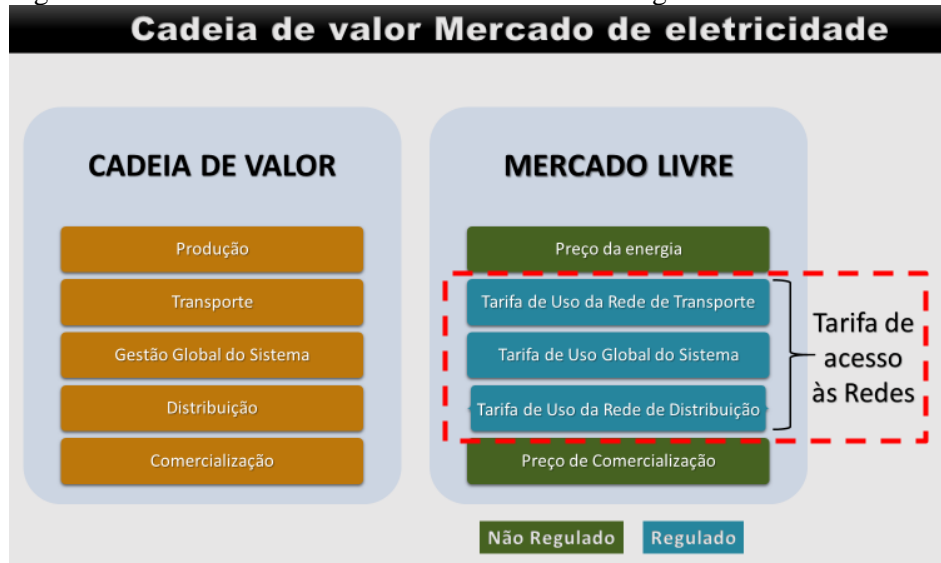 Cadeia de valor Mercado de eletricidade
CADEIA DE VALOR
Produção
Transporte
Gestão Global do Sistema
Distribuição
Comercialização
MERCADO LIVRE
Preço da energia
Tarifa de Uso da Rede de Transporte
Tarifa de Uso Global do Sistema
Tarifa de Uso da Rede de Distribuição
Preço de Comercialização
Tarifa de
acesso
às Redes
Não Regulado
Regulado